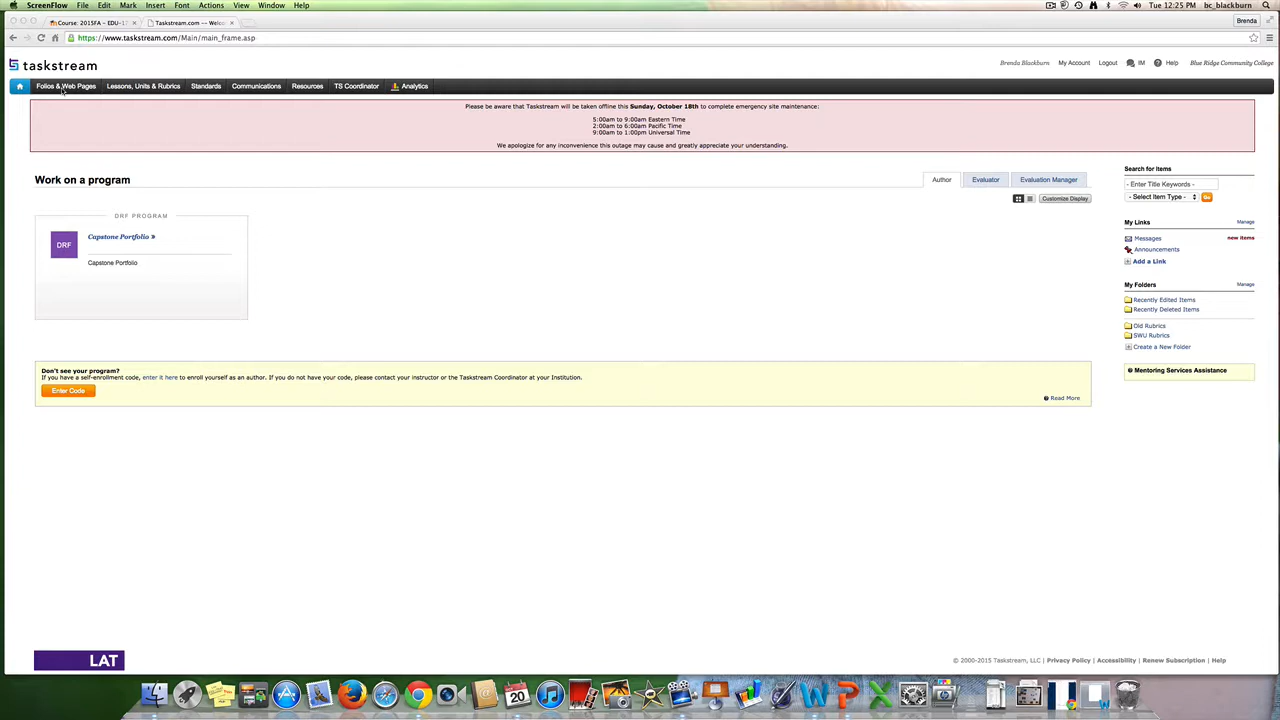 ScreenFlow File Edit Mark Insert Font Actions View Window Help Tue 12:25 PM bc_blackburn
Course: 2015FA - EDU-17 Taskstream.com -- Welco Brenda
https://www.taskstream.com/Main/main_frame.asp
taskstream Brenda Blackburn My Account Logout IM Help Blue Ridge Community College
Folios & Web Pages Lessons, Units & Rubrics Standards Communications Resources TS Coordinator Analytics
Please be aware that Taskstream will be taken offline this Sunday, October 18th to complete emergency site maintenance:
5:00am to 9:00am Eastern Time
2:00am to 6:00am Pacific Time
9:00am to 1:00pm Universal Time
We apologize for any inconvenience this outage may cause and greatly appreciate your understanding.
Work on a program
Author Evaluator Evaluation Manager
Customize Display
DRF PROGRAM
DRF
Capstone Portfolio »
Capstone Portfolio
Search for items
- Enter Title Keywords -
- Select Item Type - Go
My Links Manage
Messages new items
Announcements
Add a Link
My Folders Manage
Recently Edited Items
Recently Deleted Items
Old Rubrics
SWU Rubrics
Create a New Folder
Mentoring Services Assistance
Don't see your program?
If you have a self-enrollment code, enter it here to enroll yourself as an author. If you do not have your code, please contact your instructor or the Taskstream Coordinator at your Institution.
Enter Code
Read More
LAT
© 2000-2015 Taskstream, LLC | Privacy Policy | Accessibility | Renew Subscription | Help
OCT
20